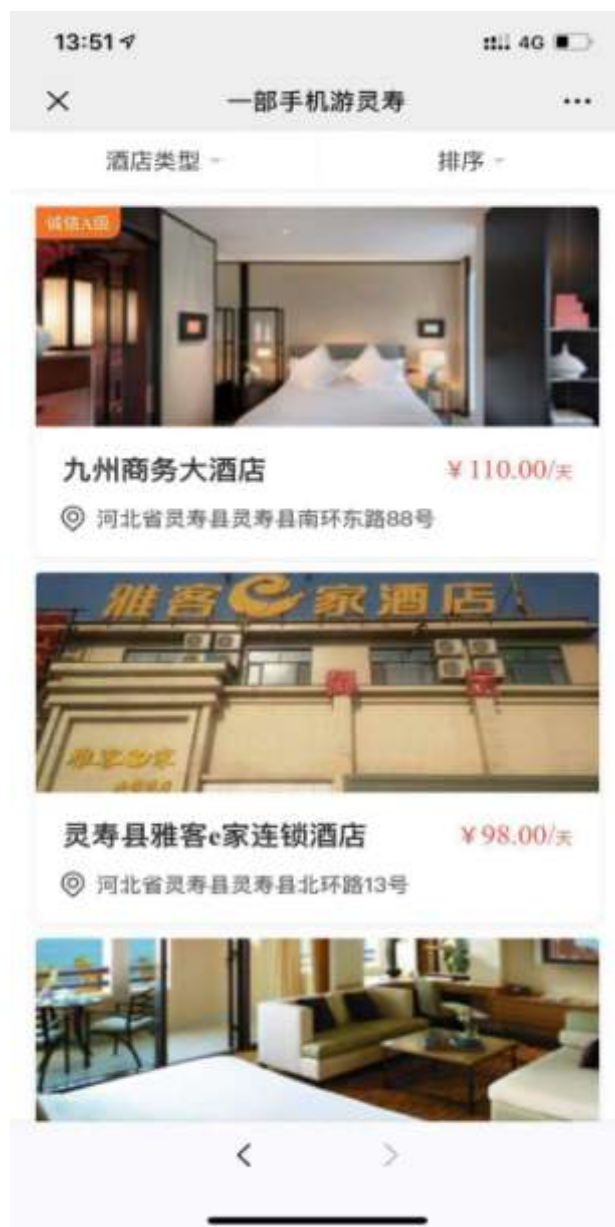 13:51
4G
一部手机游灵寿
酒店类型
排序
诚信A级
九州商务大酒店
￥110.00/天
河北省灵寿县灵寿县南环东路88号
雅客e家酒店
雅客e家
灵寿县雅客e家连锁酒店
￥98.00/天
河北省灵寿县灵寿县北环路13号